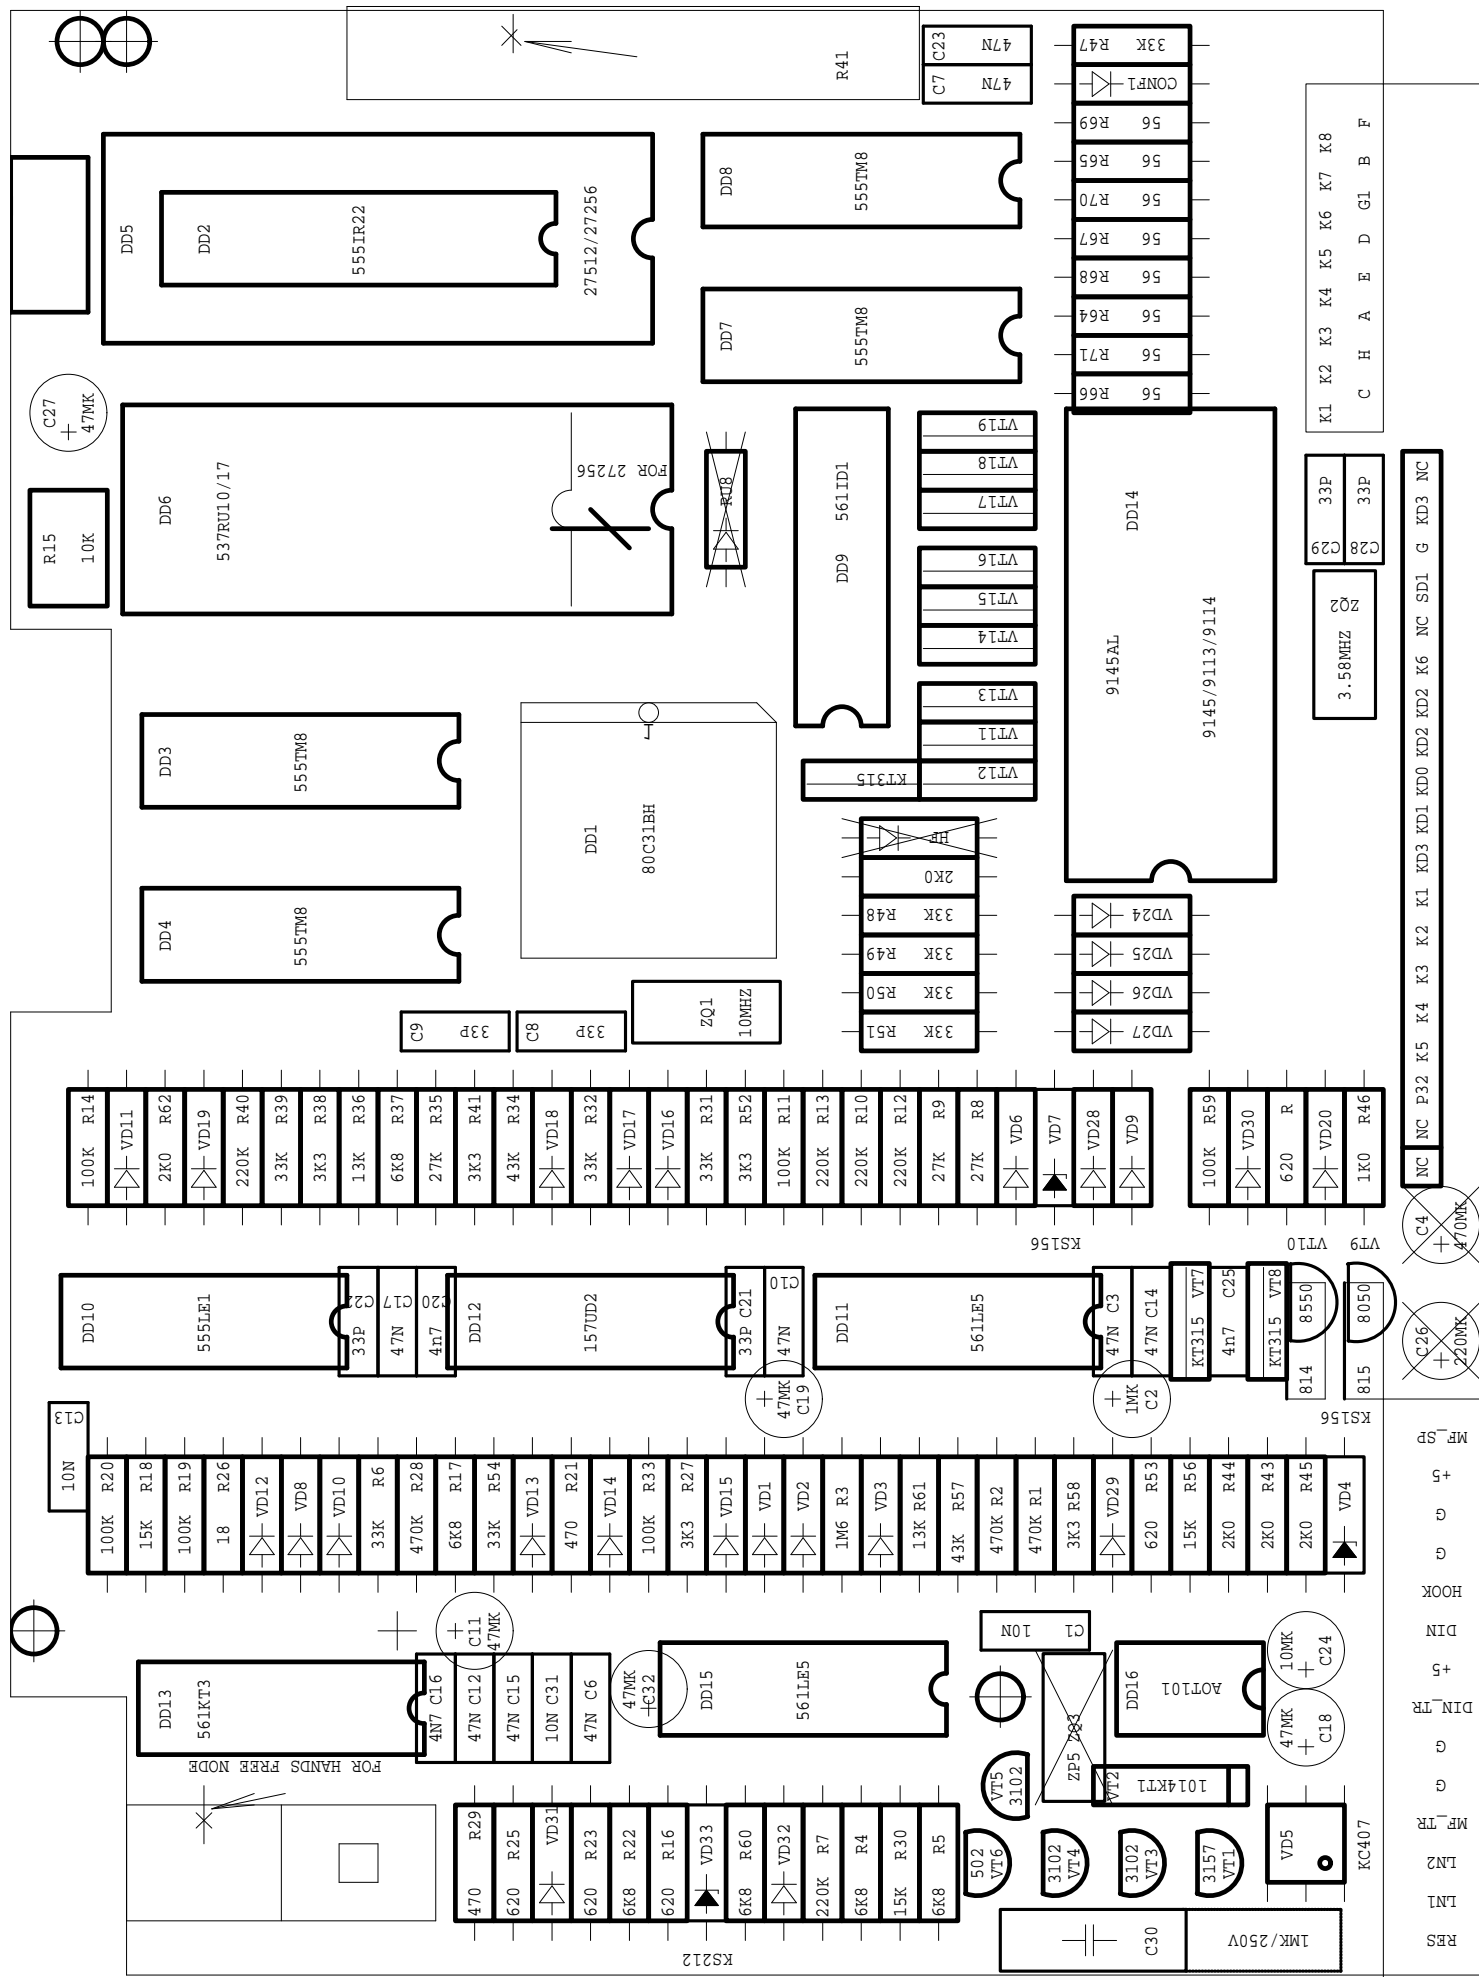 R41
C23 47N
C7 47N
R47 33K
CONF1
R69 56
R65 56
R70 56
R67 56
R68 56
R64 56
R71 56
R66 56
DD5
27512/27256
DD2
555IR22
DD8
555TM8
DD7
555TM8
K1 K2 K3 K4 K5 K6 K7 K8
C H A E D G1 B F
C27
47MK
R15
10K
DD6
537RU10/17
FOR 27256
RU8
DD9 561ID1
VT19
VT18
VT17
VT16
VT15
VT14
VT13
VT11
VT12
KT315
DD14
9145AL
9145/9113/9114
C29 33P
C28 33P
ZQ2
3.58MHZ
NC P32 K5 K4 K3 K2 K1 KD3 KD1 KD0 KD2 KD2 K6 NC SD1 G KD3 NC
NC
DD3
555TM8
DD4
555TM8
DD1
80C31BH
1
HF
2K0
R48 33K
R49 33K
R50 33K
R51 33K
VD24
VD25
VD26
VD27
C9 33P
C8 33P
ZQ1
10MHZ
100K R14
VD11
2K0 R62
VD19
220K R40
33K R39
3K3 R38
13K R36
6K8 R37
27K R35
3K3 R41
43K R34
VD18
33K R32
VD17
VD16
33K R31
3K3 R52
100K R11
220K R13
220K R10
220K R12
27K R9
27K R8
VD6
VD7
VD28
VD9
KS156
100K R59
VD30
620 R
VD20
1K0 R46
C4
470MK
C26
220MK
DD10
555LE1
C22
33P
C17
47N
C20
4n7
DD12
157UD2
33P C21
C10
47N
47MK
C19
DD11
561LE5
47N C3
47N C14
1MK
C2
KT315 VT7
4n7 C25
KT315 VT8
VT10
8550
814
VT9
8050
815
KS156
C13
10N
100K R20
15K R18
100K R19
18 R26
VD12
VD8
VD10
33K R6
470K R28
6K8 R17
33K R54
VD13
470 R21
VD14
100K R33
3K3 R27
VD15
VD1
VD2
1M6 R3
VD3
13K R61
43K R57
470K R2
470K R1
3K3 R58
VD29
620 R53
15K R56
2K0 R44
2K0 R43
2K0 R45
VD4
MF_SP
+5
G
G
HOOK
DIN
+5
DIN_TR
G
G
MF_TR
LN2
LN1
RES
DD13
561KT3
C11
47MK
4N7 C16
47N C12
47N C15
10N C31
47N C6
47MK
C32
DD15
561LE5
C1 10N
ZP5 ZQ3
DD16
AOT101
10MK
C24
47MK
C18
FOR HANDS FREE NODE
VT5
3102
VT2
1014KT1
470 R29
620 R25
VD31
620 R23
6K8 R22
620 R16
VD33
6K8 R60
VD32
220K R7
6K8 R4
15K R30
6K8 R5
KS212
502
VT6
3102
VT4
3102
VT3
3157
VT1
VD5
KC407
C30
1MK/250V